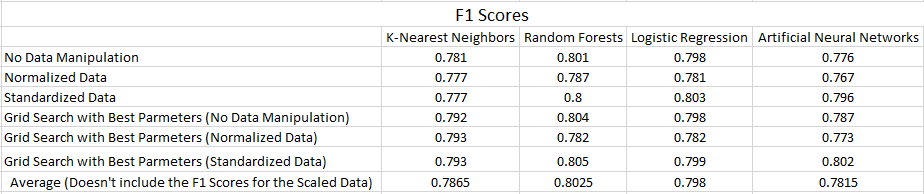 F1 Scores
K-Nearest Neighbors Random Forests Logistic Regression Artificial Neural Networks
No Data Manipulation 0.781 0.801 0.798 0.776
Normalized Data 0.777 0.787 0.781 0.767
Standardized Data 0.777 0.8 0.803 0.796
Grid Search with Best Parmeters (No Data Manipulation) 0.792 0.804 0.798 0.787
Grid Search with Best Parmeters (Normalized Data) 0.793 0.782 0.782 0.773
Grid Search with Best Parmeters (Standardized Data) 0.793 0.805 0.799 0.802
Average (Doesn't include the F1 Scores for the Scaled Data) 0.7865 0.8025 0.798 0.7815